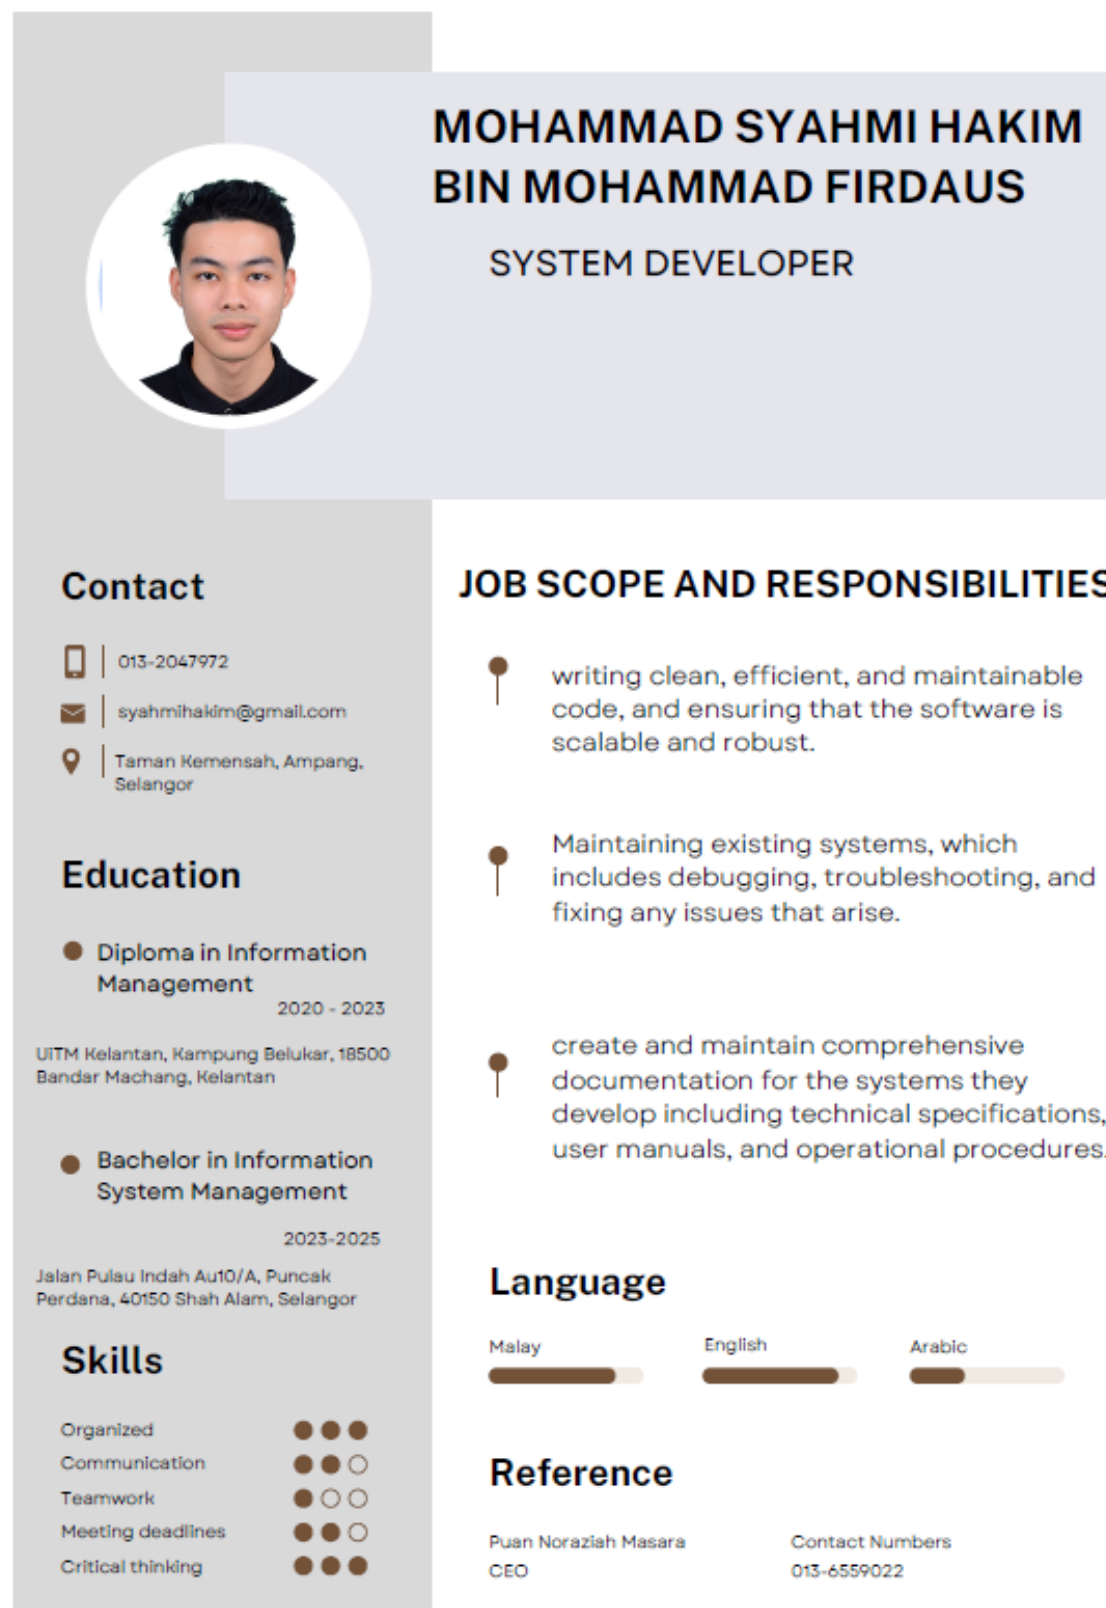 MOHAMMAD SYAHMI HAKIM
BIN MOHAMMAD FIRDAUS
SYSTEM DEVELOPER
Contact
013-2047972
syahmihakim@gmail.com
Taman Kemensah, Ampang,
Selangor
Education
Diploma in Information
Management
2020 - 2023
UiTM Kelantan, Kampung Belukar, 18500
Bandar Machang, Kelantan
Bachelor in Information
System Management
2023-2025
Jalan Pulau Indah Au10/A, Puncak
Perdana, 40150 Shah Alam, Selangor
Skills
Organized
Communication
Teamwork
Meeting deadlines
Critical thinking
JOB SCOPE AND RESPONSIBILITIES
writing clean, efficient, and maintainable
code, and ensuring that the software is
scalable and robust.
Maintaining existing systems, which
includes debugging, troubleshooting, and
fixing any issues that arise.
create and maintain comprehensive
documentation for the systems they
develop including technical specifications,
user manuals, and operational procedures.
Language
Malay
English
Arabic
Reference
Puan Noraziah Masara
CEO
Contact Numbers
013-6559022